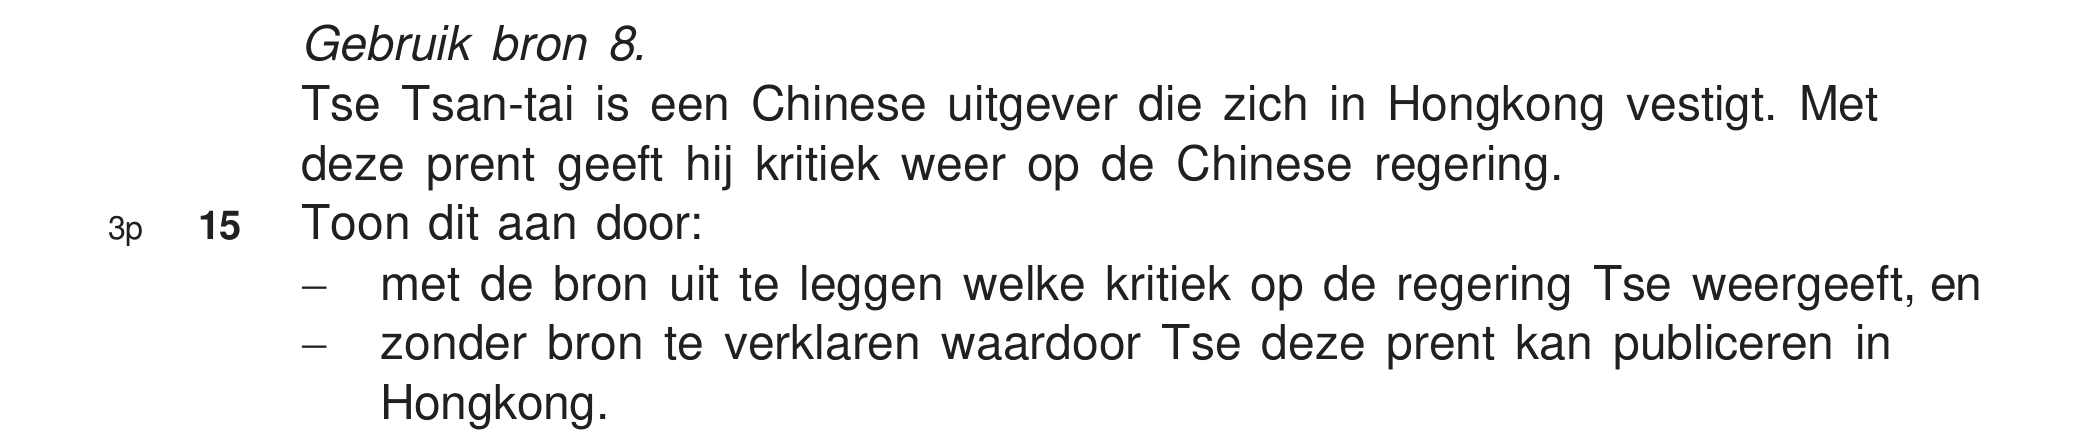 Gebruik bron 8.
Tse Tsan-tai is een Chinese uitgever die zich in Hongkong vestigt. Met
deze prent geeft hij kritiek weer op de Chinese regering.
3p 15 Toon dit aan door:
– met de bron uit te leggen welke kritiek op de regering Tse weergeeft, en
– zonder bron te verklaren waardoor Tse deze prent kan publiceren in
Hongkong.